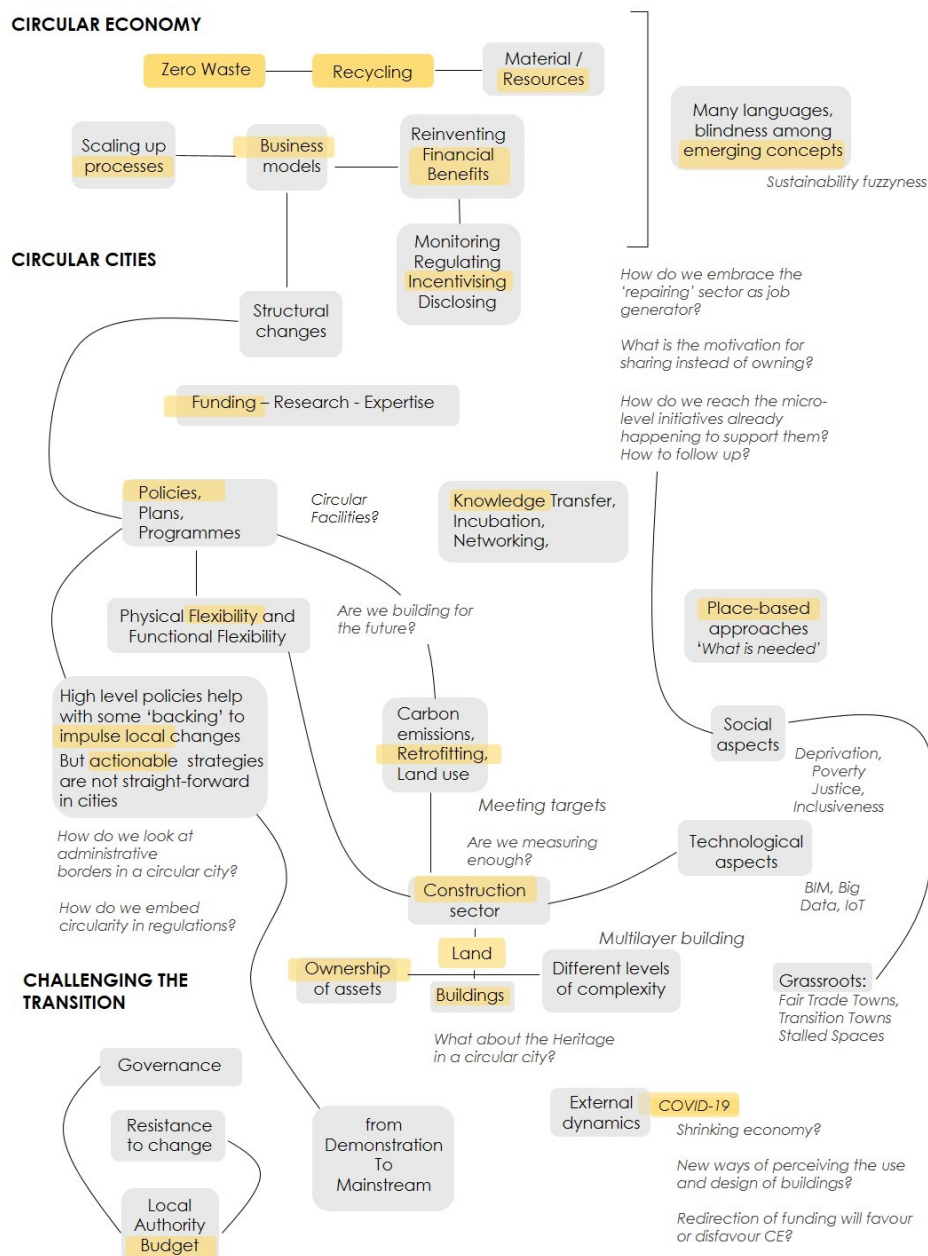 CIRCULAR ECONOMY
Zero Waste
Recycling
Material /
Resources
Many languages,
blindness among
emerging concepts
Sustainability fuzzyness
Scaling up
processes
Business
models
Reinventing
Financial
Benefits
Monitoring
Regulating
Incentivising
Disclosing
CIRCULAR CITIES
Structural
changes
How do we embrace the
‘repairing’ sector as job
generator?
What is the motivation for
sharing instead of owning?
How do we reach the micro-
level initiatives already
happening to support them?
How to follow up?
Funding – Research - Expertise
Policies,
Plans,
Programmes
Circular
Facilities?
Knowledge Transfer,
Incubation,
Networking,
Physical Flexibility and
Functional Flexibility
Are we building for
the future?
Place-based
approaches
‘What is needed’
High level policies help
with some ‘backing’ to
impulse local changes
But actionable strategies
are not straight-forward
in cities
Carbon
emissions,
Retrofitting,
Land use
Social
aspects
Deprivation,
Poverty
Justice,
Inclusiveness
Meeting targets
Are we measuring
enough?
Technological
aspects
BIM, Big
Data, IoT
How do we look at
administrative
borders in a circular city?
How do we embed
circularity in regulations?
Construction
sector
Land
Multilayer building
Ownership
of assets
Buildings
Different levels
of complexity
What about the Heritage
in a circular city?
Grassroots:
Fair Trade Towns,
Transition Towns
Stalled Spaces
CHALLENGING THE
TRANSITION
Governance
Resistance
to change
Local
Authority
Budget
from
Demonstration
To
Mainstream
External
dynamics
COVID-19
Shrinking economy?
New ways of perceiving the use
and design of buildings?
Redirection of funding will favour
or disfavour CE?